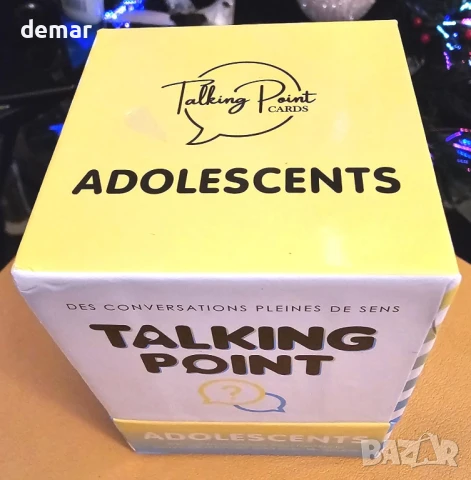 demar
Talking Point
CARDS
ADOLESCENTS
DES CONVERSATIONS PLEINES DE SENS
TALKING
POINT
?
ADOLESCENTS
BAZAR